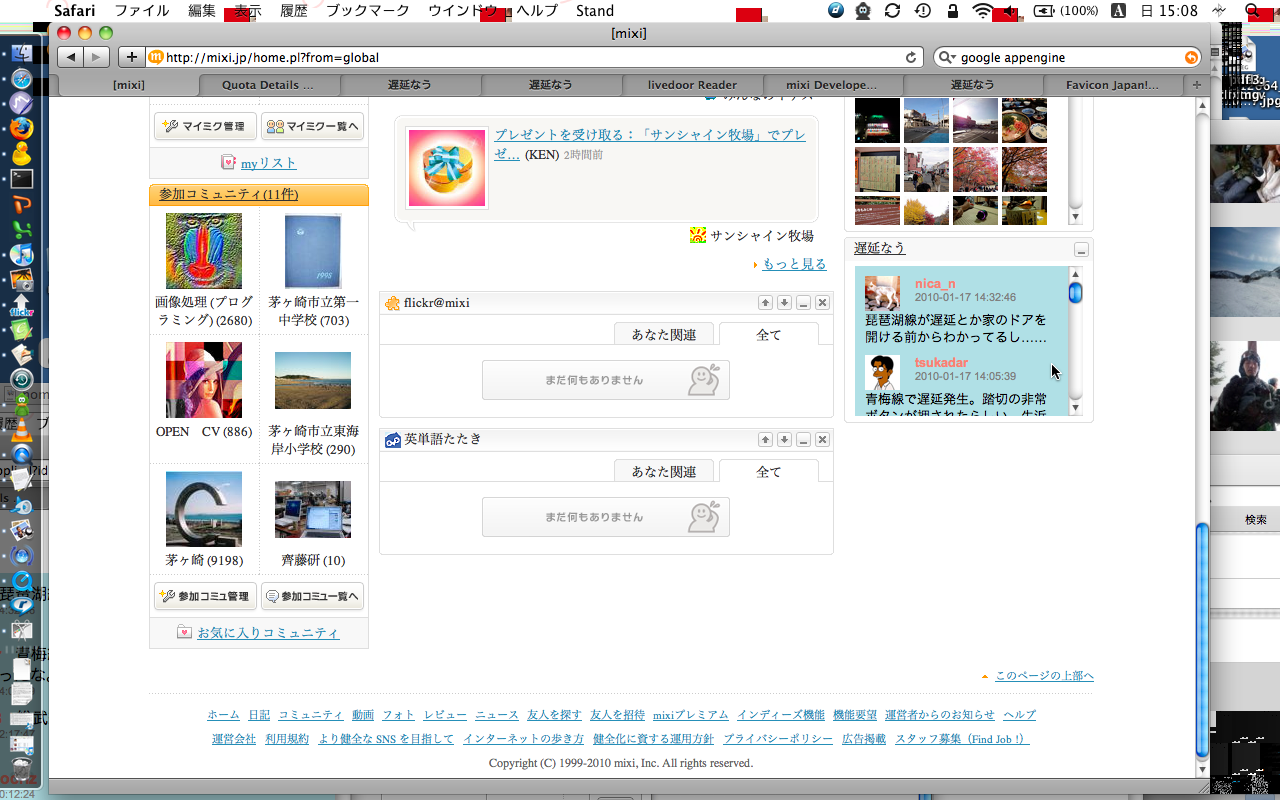 Safari ファイル 編集 表示 履歴 ブックマーク ウインドウ ヘルプ Stand (100%) A 日 15:08
[mixi]
http://mixi.jp/home.pl?from=global
google appengine
[mixi] Quota Details ... 遅延なう 遅延なう livedoor Reader mixi Develope... 遅延なう Favicon Japan!...
マイミク管理 マイミク一覧へ
myリスト
参加コミュニティ(11件)
1998
画像処理 (プログラミング) (2680)
茅ヶ崎市立第一中学校 (703)
OPEN CV (886)
茅ヶ崎市立東海岸小学校 (290)
茅ヶ崎 (9198)
齊藤研 (10)
参加コミュ管理 参加コミュ一覧へ
お気に入りコミュニティ
プレゼントを受け取る：「サンシャイン牧場」でプレ
ゼ... (KEN) 2時間前
サンシャイン牧場
もっと見る
flickr@mixi
あなた関連 全て
まだ何もありません
英単語たたき
あなた関連 全て
まだ何もありません
遅延なう
nica_n
2010-01-17 14:32:46
琵琶湖線が遅延とか家のドアを
開ける前からわかってるし……
tsukadar
2010-01-17 14:05:39
青梅線で遅延発生。踏切の非常
検索
このページの上部へ
ホーム 日記 コミュニティ 動画 フォト レビュー ニュース 友人を探す 友人を招待 mixiプレミアム インディーズ機能 機能要望 運営者からのお知らせ ヘルプ
運営会社 利用規約 より健全な SNS を目指して インターネットの歩き方 健全化に資する運用方針 プライバシーポリシー 広告掲載 スタッフ募集（Find Job !）
Copyright (C) 1999-2010 mixi, Inc. All rights reserved.
0:12:24